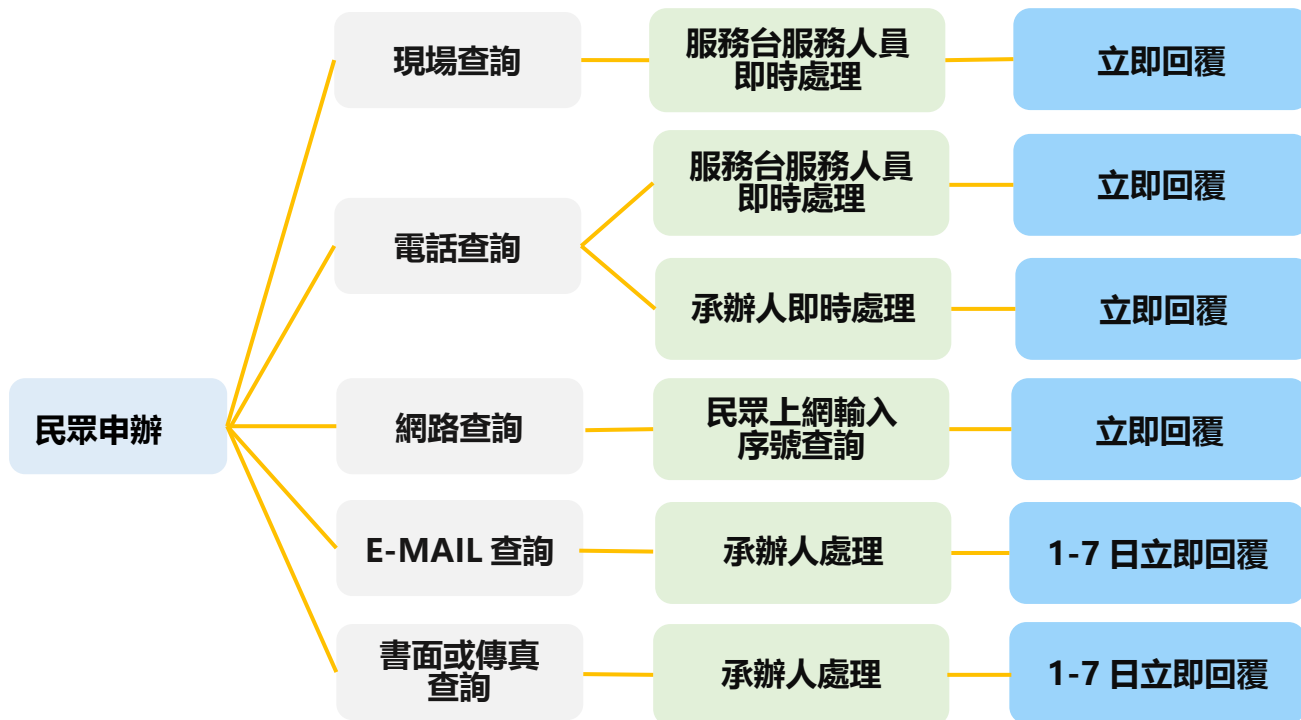 現場查詢
服務台服務人員
即時處理
立即回覆
電話查詢
服務台服務人員
即時處理
立即回覆
承辦人即時處理
立即回覆
民眾申辦
網路查詢
民眾上網輸入
序號查詢
立即回覆
E-MAIL 查詢
承辦人處理
1-7 日立即回覆
書面或傳真
查詢
承辦人處理
1-7 日立即回覆